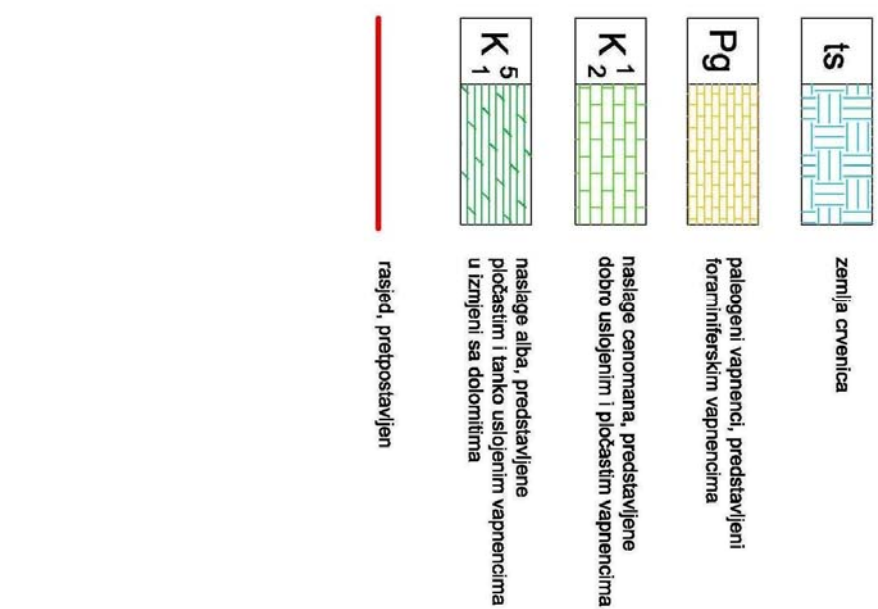 ts
zemlja crvenica
Pg
paleogeni vapnenci, predstavljeni
foraminiferskim vapnencima
K 1 2
naslage cenomana, predstavljene
dobro uslojenim i pločastim vapnencima
K 5 1
naslage alba, predstavljene
pločastim i tanko uslojenim vapnencima
u izmjeni sa dolomitima
rasjed, pretpostavljen